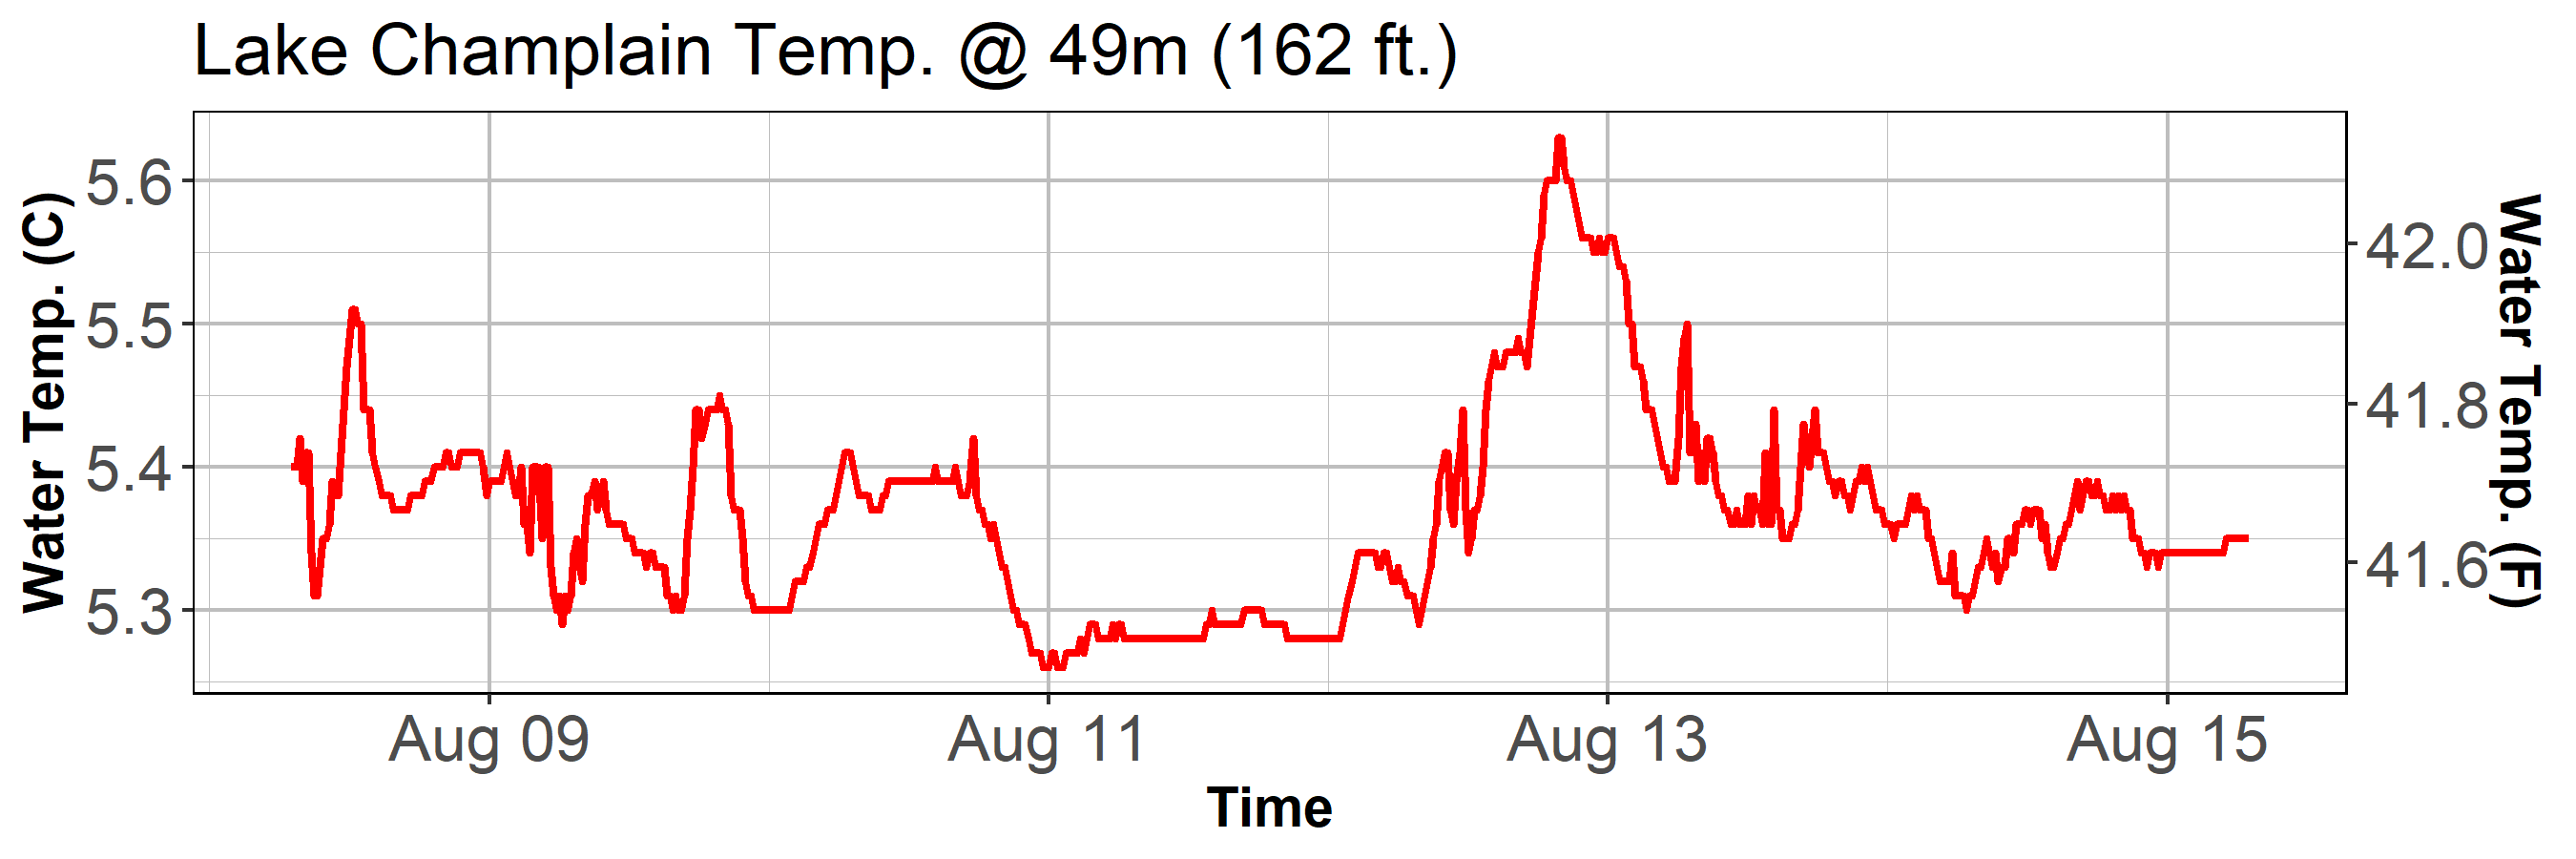 Lake Champlain Temp. @ 49m (162 ft.)
Water Temp. (C)
5.6
5.5
5.4
5.3
42.0
41.8
41.6
Water Temp. (F)
Aug 09
Aug 11
Aug 13
Aug 15
Time